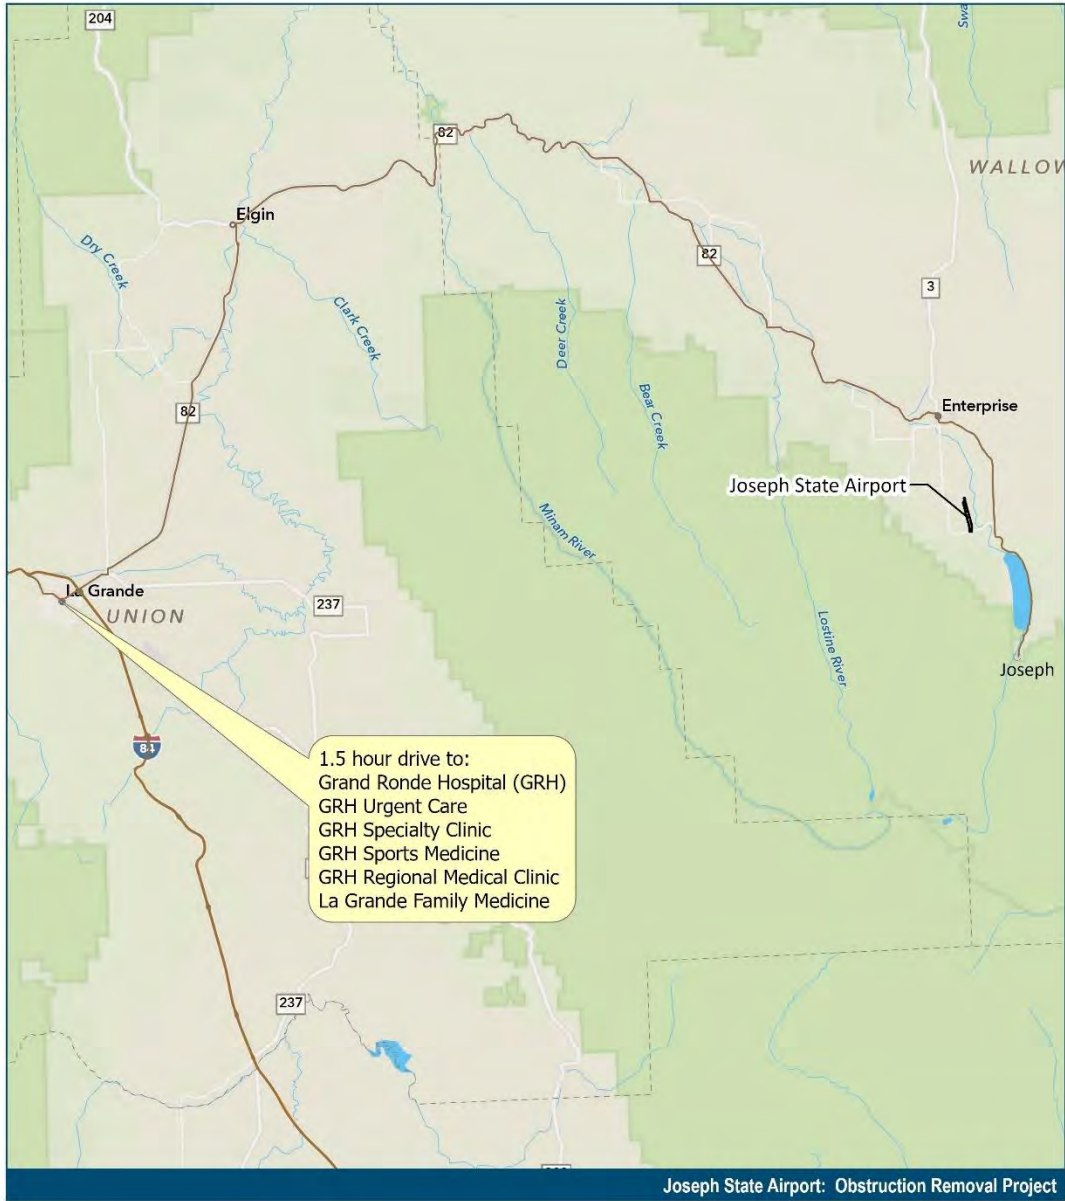 204
Swa
82
WALLOW
Elgin
Dry Creek
82
3
Clark Creek
Deer Creek
82
Bear Creek
Enterprise
Joseph State Airport
Minam River
La Grande
UNION
237
Lostine River
Joseph
84
1.5 hour drive to:
Grand Ronde Hospital (GRH)
GRH Urgent Care
GRH Specialty Clinic
GRH Sports Medicine
GRH Regional Medical Clinic
La Grande Family Medicine
237
Joseph State Airport: Obstruction Removal Project